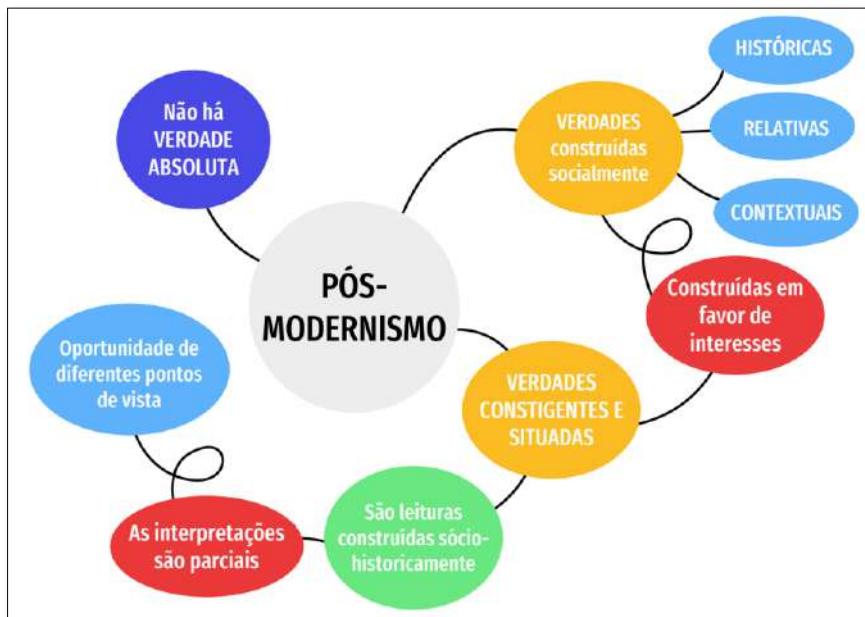 Não há
VERDADE
ABSOLUTA
VERDADES
construídas
socialmente
HISTÓRICAS
RELATIVAS
CONTEXTUAIS
PÓS-
MODERNISMO
Construídas em
favor de
interesses
Oportunidade de
diferentes pontos
de vista
VERDADES
CONSTIGENTES E
SITUADAS
As interpretações
são parciais
São leituras
construídas sócio-
historicamente